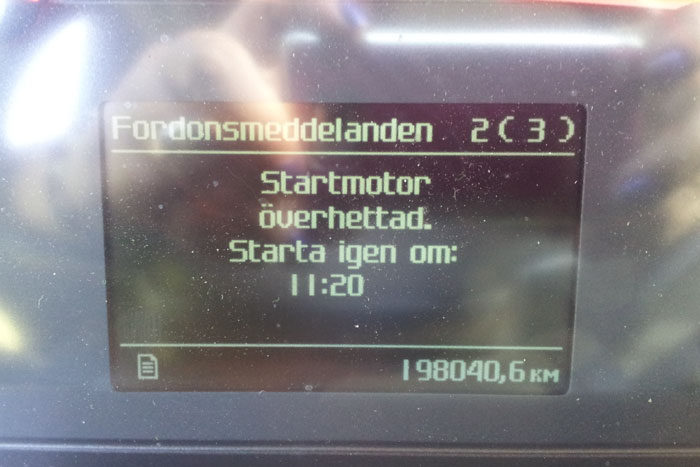 Fordonsmeddelanden 2( 3 )
Startmotor
överhettad.
Starta igen om:
11:20
198040,6 KM